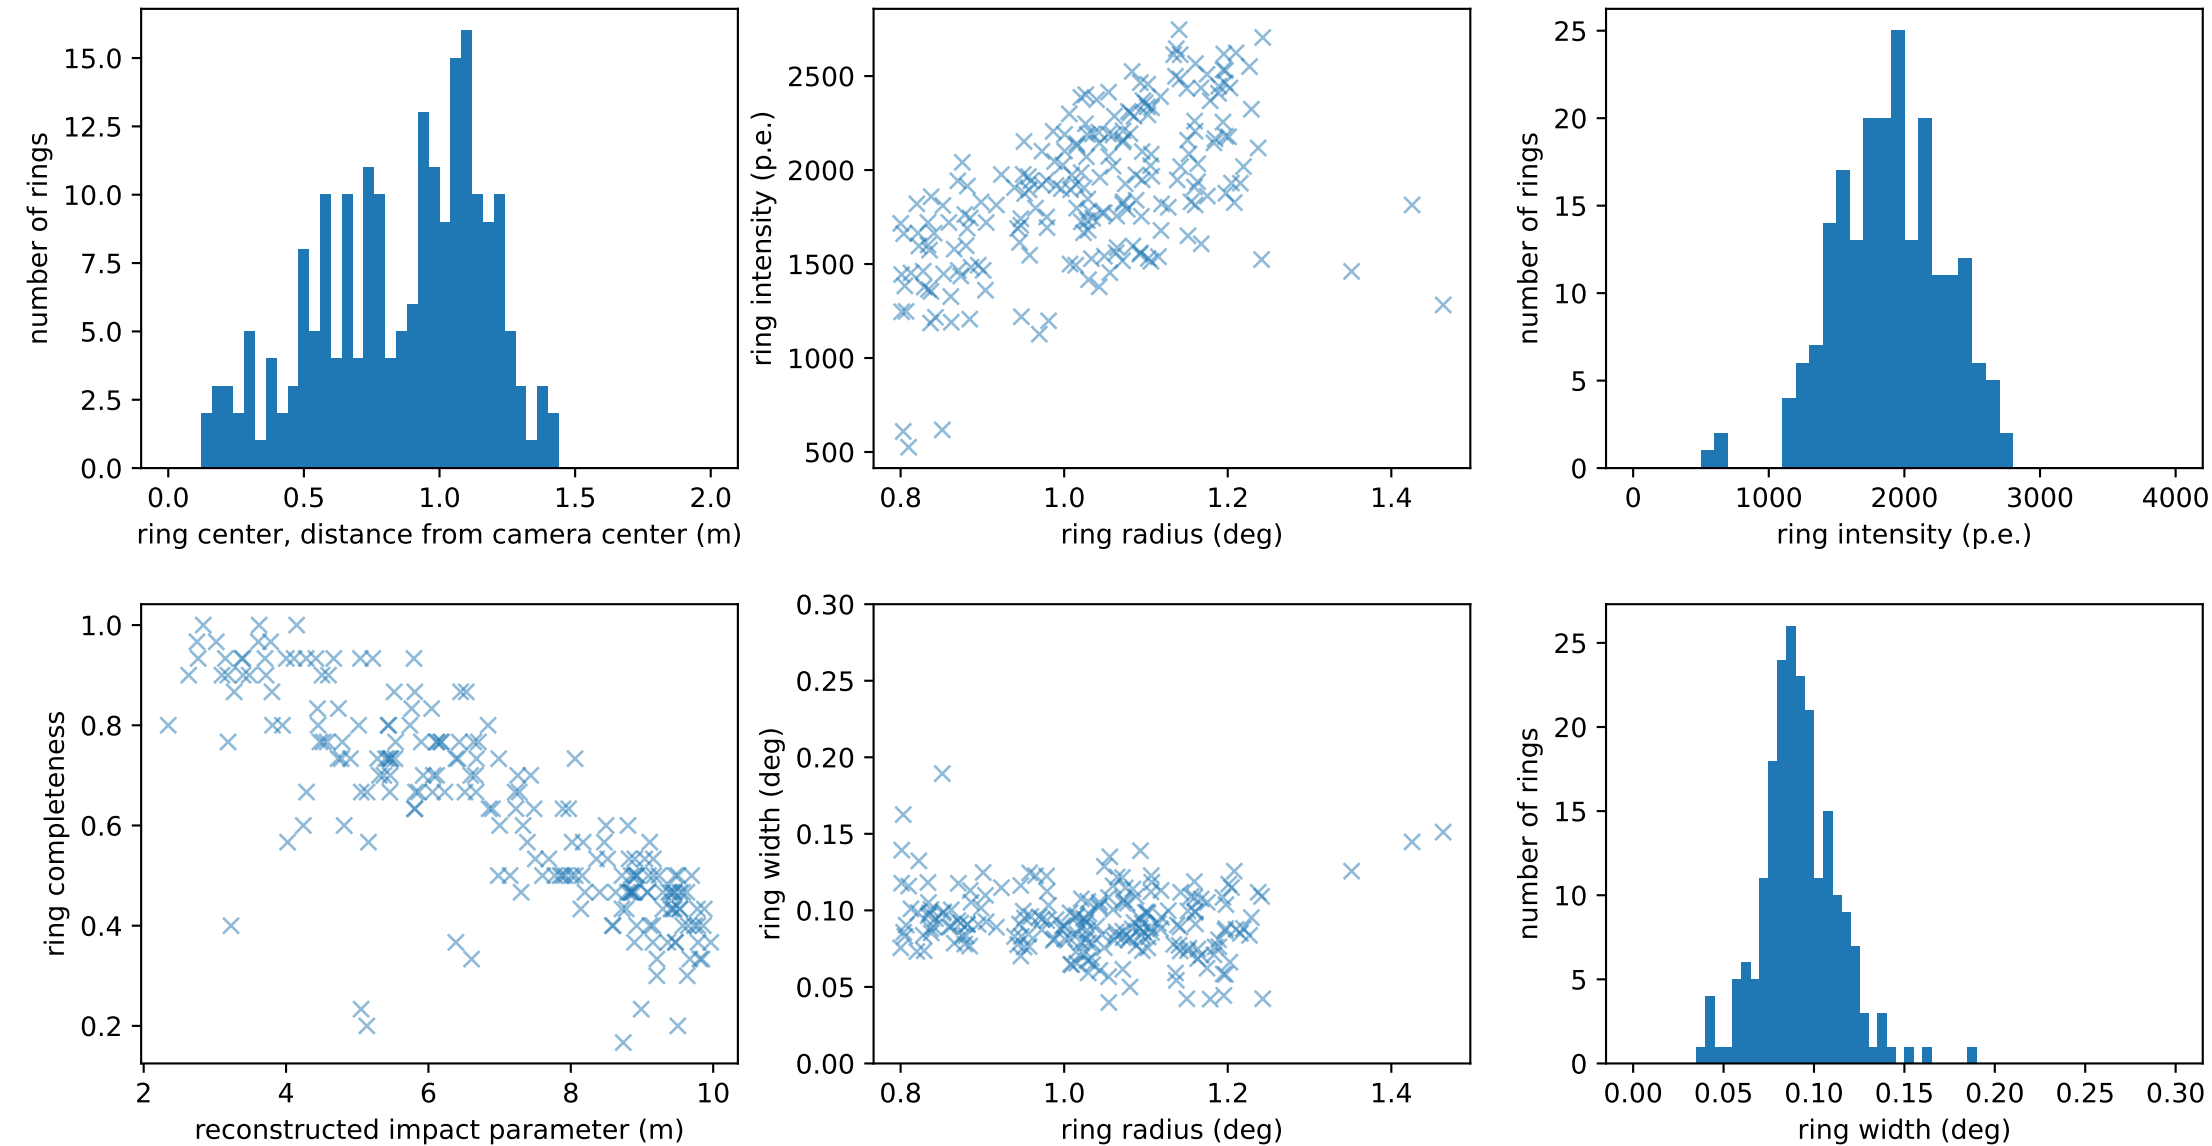 15.0
12.5
10.0
7.5
5.0
2.5
0.0
number of rings
0.0 0.5 1.0 1.5 2.0
ring center, distance from camera center (m)
2500
2000
1500
1000
500
ring intensity (p.e.)
0.8 1.0 1.2 1.4
ring radius (deg)
25
20
15
10
5
0
number of rings
0 1000 2000 3000 4000
ring intensity (p.e.)
1.0
0.8
0.6
0.4
0.2
ring completeness
2 4 6 8 10
reconstructed impact parameter (m)
0.30
0.25
0.20
0.15
0.10
0.05
0.00
ring width (deg)
0.8 1.0 1.2 1.4
ring radius (deg)
25
20
15
10
5
0
number of rings
0.00 0.05 0.10 0.15 0.20 0.25 0.30
ring width (deg)